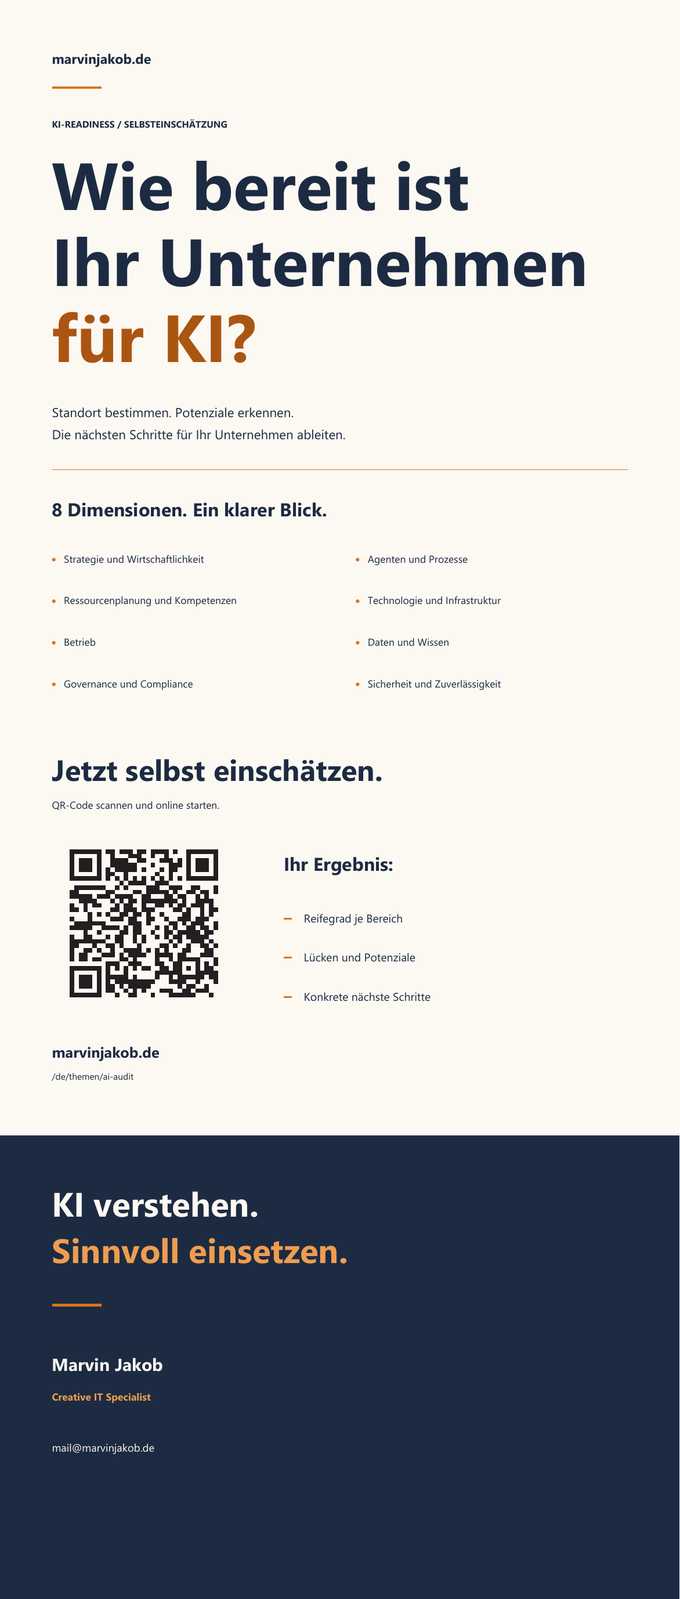 marvinjakob.de
KI-READINESS / SELBSTEINSCHÄTZUNG
Wie bereit ist
Ihr Unternehmen
für KI?
Standort bestimmen. Potenziale erkennen.
Die nächsten Schritte für Ihr Unternehmen ableiten.
8 Dimensionen. Ein klarer Blick.
• Strategie und Wirtschaftlichkeit
• Ressourcenplanung und Kompetenzen
• Betrieb
• Governance und Compliance
• Agenten und Prozesse
• Technologie und Infrastruktur
• Daten und Wissen
• Sicherheit und Zuverlässigkeit
Jetzt selbst einschätzen.
QR-Code scannen und online starten.
Ihr Ergebnis:
– Reifegrad je Bereich
– Lücken und Potenziale
– Konkrete nächste Schritte
marvinjakob.de
/de/themen/ai-audit
KI verstehen.
Sinnvoll einsetzen.
Marvin Jakob
Creative IT Specialist
mail@marvinjakob.de